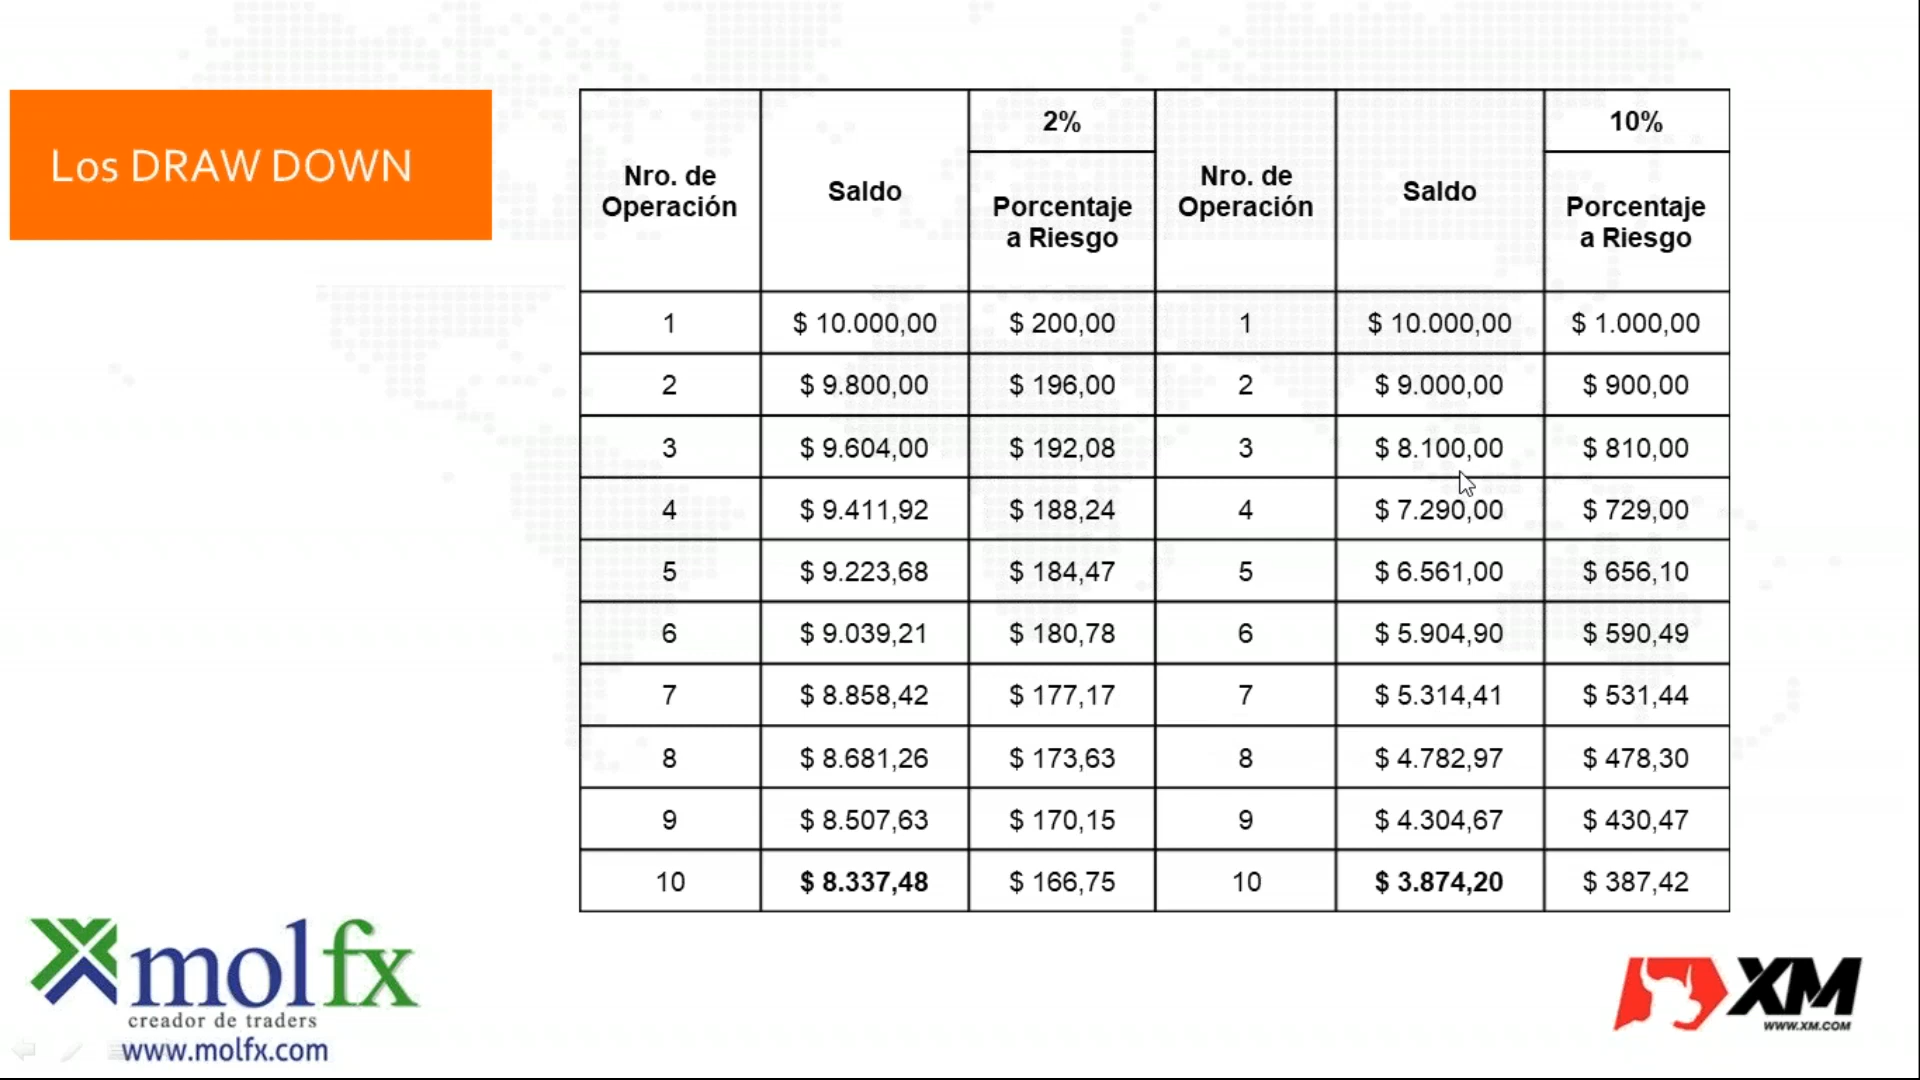 Los DRAW DOWN
Nro. de Operación | Saldo | 2% Porcentaje a Riesgo | Nro. de Operación | Saldo | 10% Porcentaje a Riesgo
1 | $ 10.000,00 | $ 200,00 | 1 | $ 10.000,00 | $ 1.000,00
2 | $ 9.800,00 | $ 196,00 | 2 | $ 9.000,00 | $ 900,00
3 | $ 9.604,00 | $ 192,08 | 3 | $ 8.100,00 | $ 810,00
4 | $ 9.411,92 | $ 188,24 | 4 | $ 7.290,00 | $ 729,00
5 | $ 9.223,68 | $ 184,47 | 5 | $ 6.561,00 | $ 656,10
6 | $ 9.039,21 | $ 180,78 | 6 | $ 5.904,90 | $ 590,49
7 | $ 8.858,42 | $ 177,17 | 7 | $ 5.314,41 | $ 531,44
8 | $ 8.681,26 | $ 173,63 | 8 | $ 4.782,97 | $ 478,30
9 | $ 8.507,63 | $ 170,15 | 9 | $ 4.304,67 | $ 430,47
10 | $ 8.337,48 | $ 166,75 | 10 | $ 3.874,20 | $ 387,42
molfx
creador de traders
www.molfx.com
XM
WWW.XM.COM